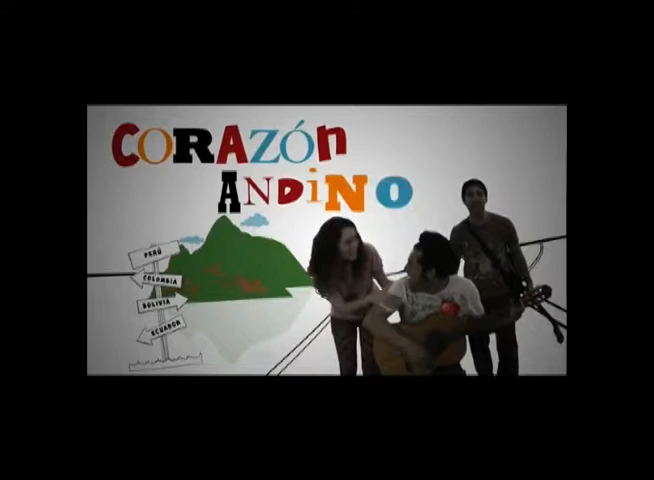 CORAZÓN
ANDINO
PERÚ
COLOMBIA
BOLIVIA
ECUADOR